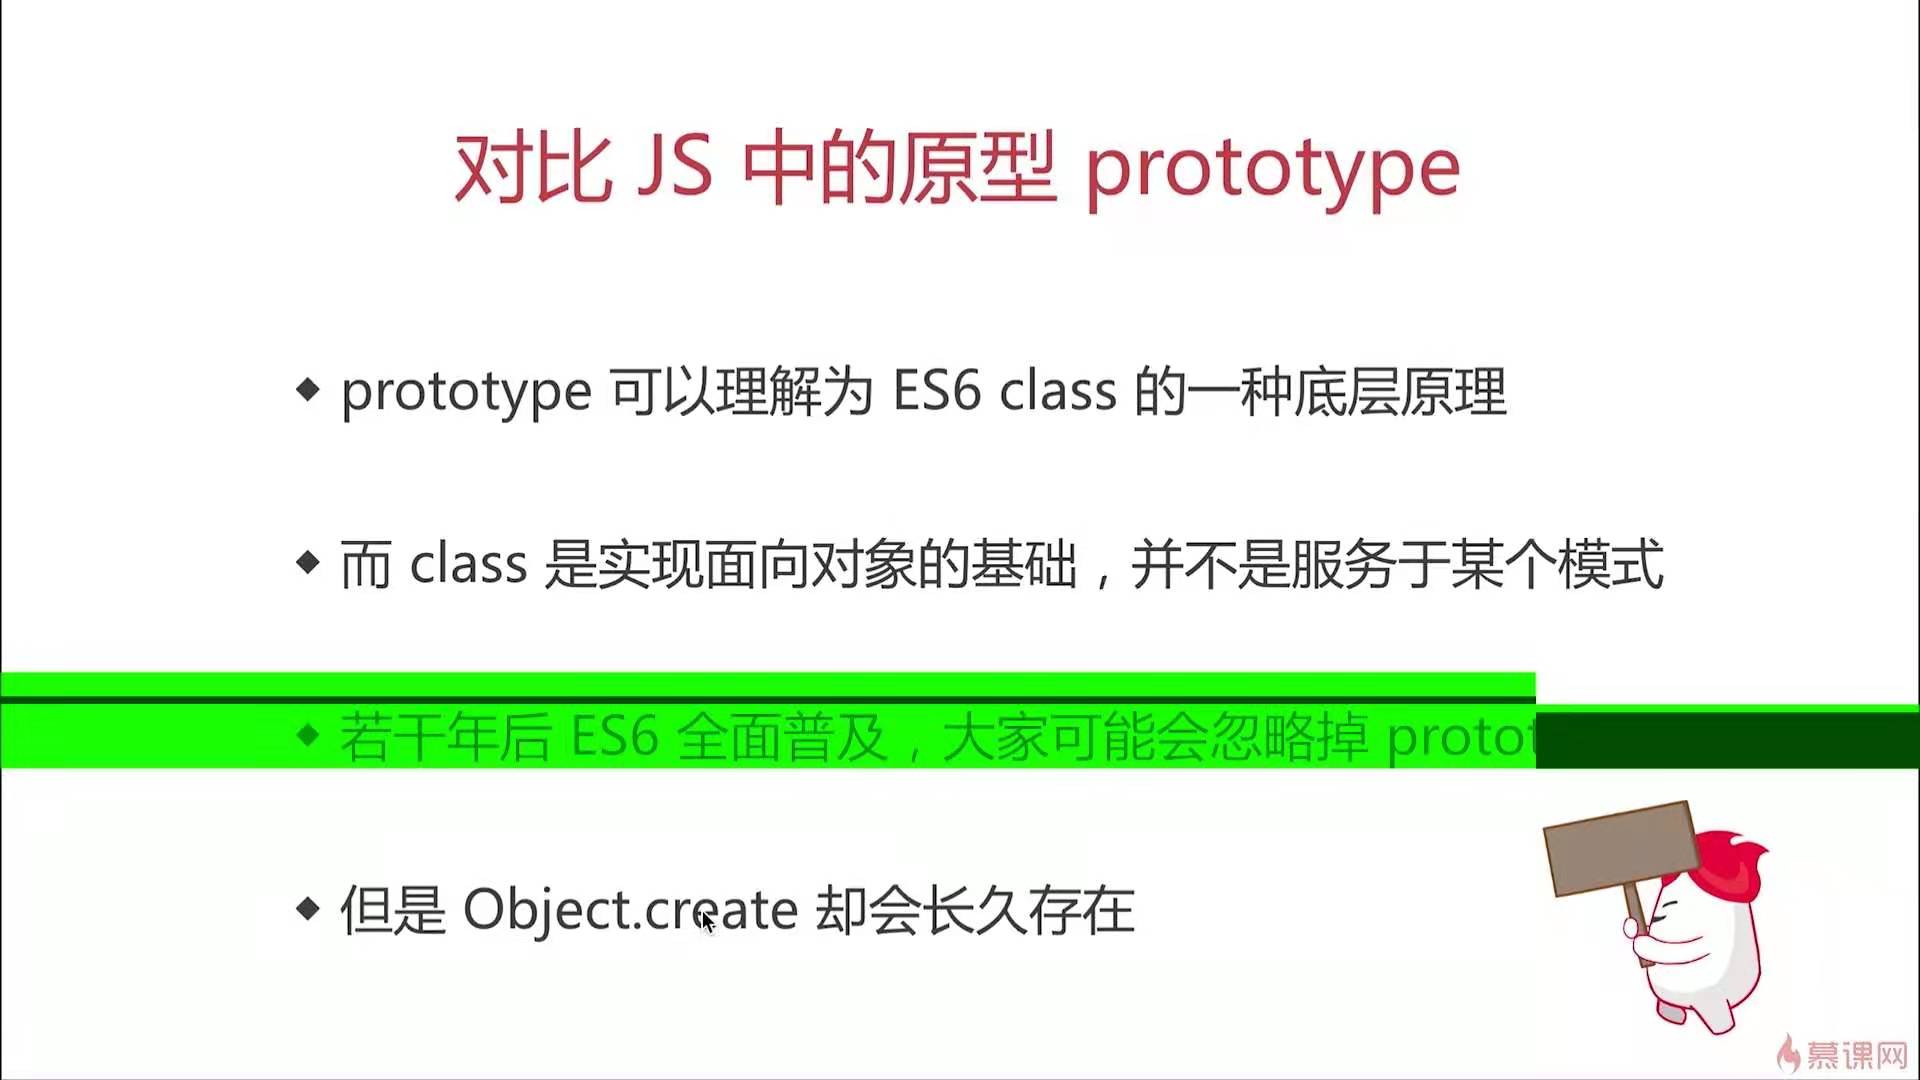 对比 JS 中的原型 prototype
prototype 可以理解为 ES6 class 的一种底层原理
而 class 是实现面向对象的基础，并不是服务于某个模式
若干年后 ES6 全面普及，大家可能会忽略掉
但是 Object.create 却会长久存在
慕课网